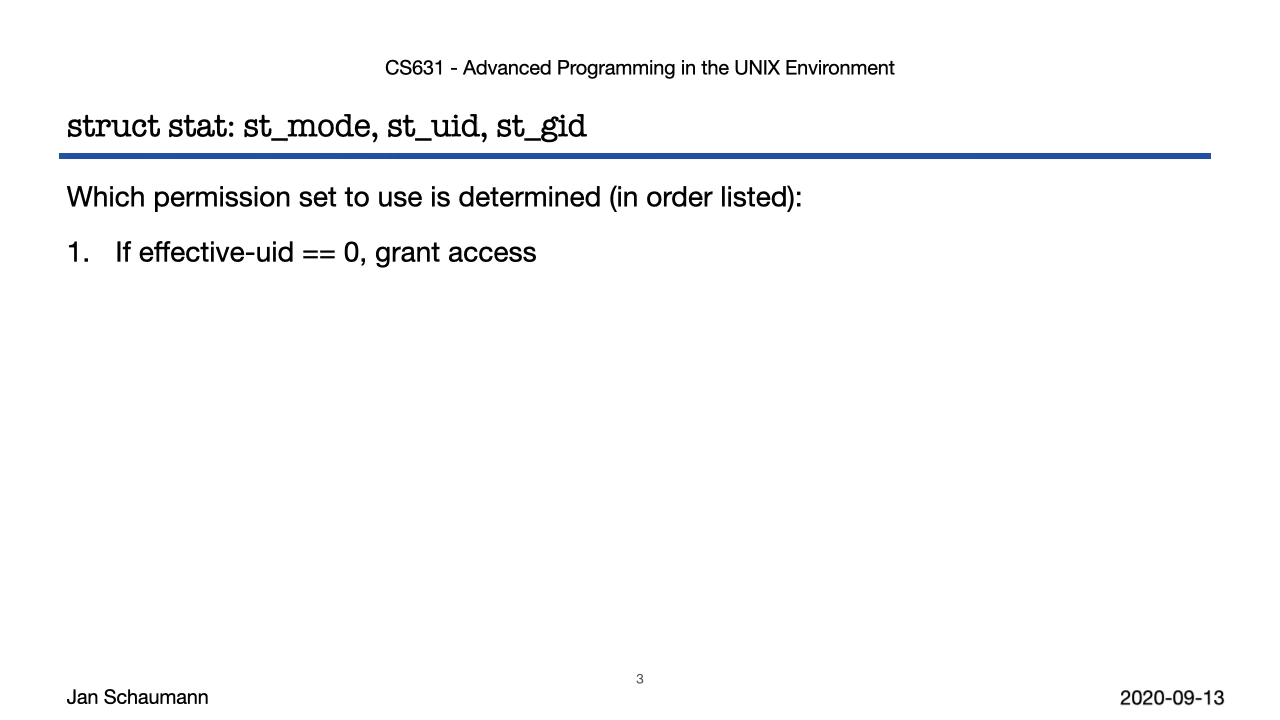 CS631 - Advanced Programming in the UNIX Environment
struct stat: st_mode, st_uid, st_gid
Which permission set to use is determined (in order listed):
1. If effective-uid == 0, grant access
3
Jan Schaumann
2020-09-13